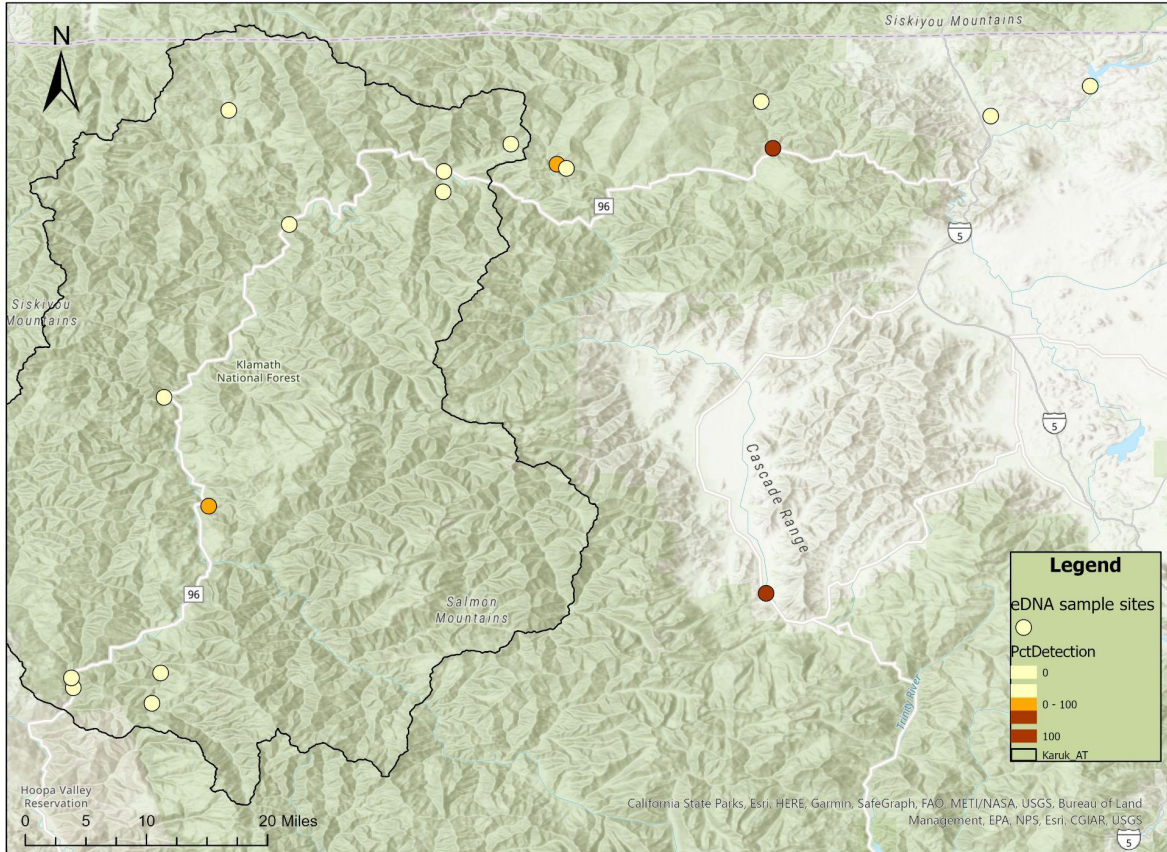 Siskiyou Mountains
N
96
5
Siskiyou
Mountains
Klamath
National Forest
5
Cascade Range
96
Salmon
Mountains
Trinity River
Legend
eDNA sample sites
PctDetection
0
0 - 100
100
Karuk_AT
Hoopa Valley
Reservation
0 5 10 20 Miles
California State Parks, Esri, HERE, Garmin, SafeGraph, FAO, METI/NASA, USGS, Bureau of Land
Management, EPA, NPS, Esri, CGIAR, USGS
5